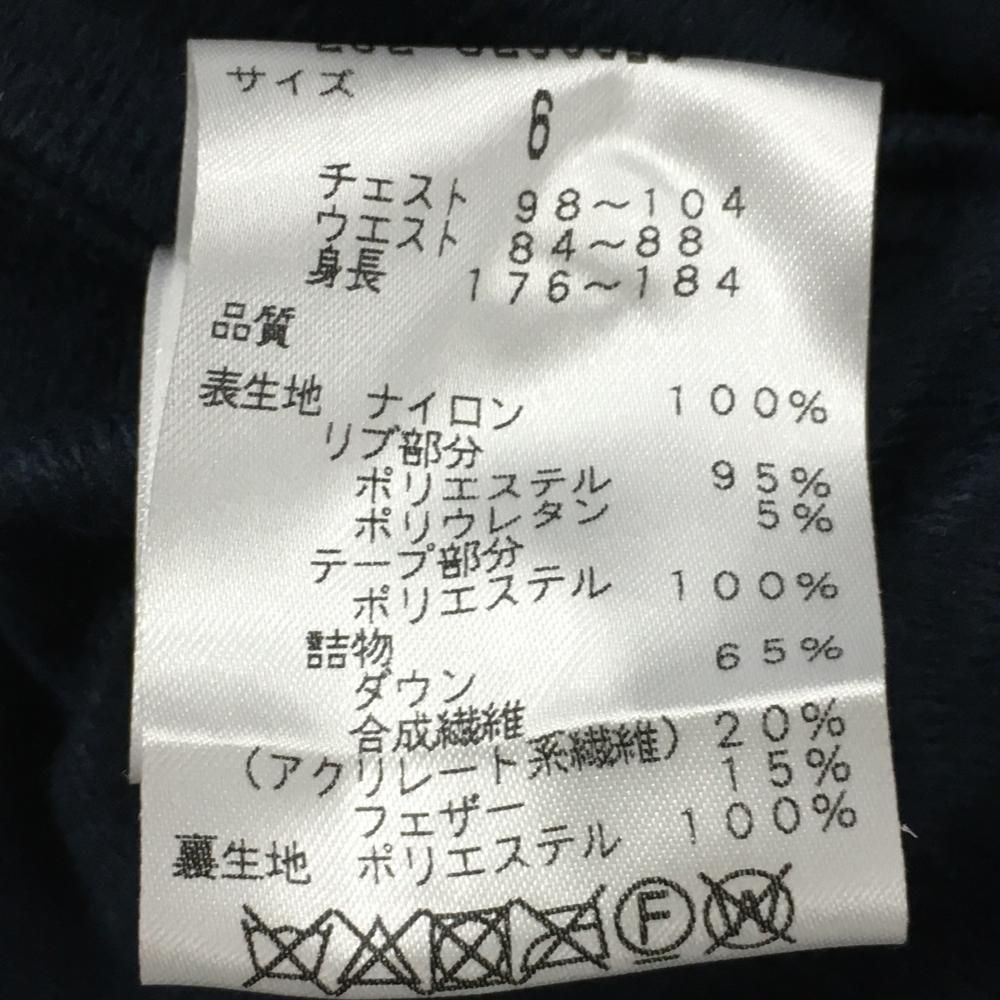 サイズ
6
チェスト 98～104
ウエスト 84～88
身長 176～184
品質
表生地 ナイロン 100%
リブ部分
ポリエステル 95%
ポリウレタン 5%
テープ部分
ポリエステル 100%
詰物
ダウン 65%
合成繊維
(アクリレート系繊維) 20%
フェザー 15%
裏生地 ポリエステル 100%
F
W